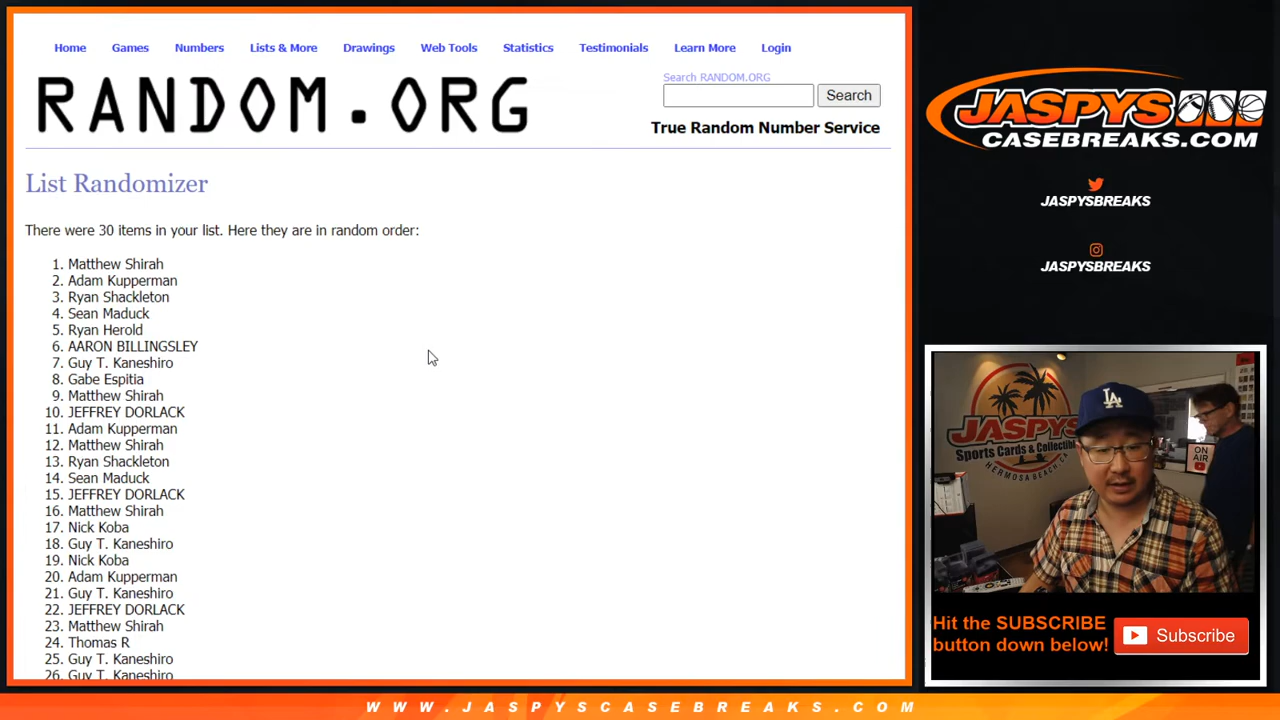 Home Games Numbers Lists & More Drawings Web Tools Statistics Testimonials Learn More Login
RANDOM.ORG
Search RANDOM.ORG
Search
True Random Number Service
List Randomizer
There were 30 items in your list. Here they are in random order:
1. Matthew Shirah
2. Adam Kupperman
3. Ryan Shackleton
4. Sean Maduck
5. Ryan Herold
6. AARON BILLINGSLEY
7. Guy T. Kaneshiro
8. Gabe Espitia
9. Matthew Shirah
10. JEFFREY DORLACK
11. Adam Kupperman
12. Matthew Shirah
13. Ryan Shackleton
14. Sean Maduck
15. JEFFREY DORLACK
16. Matthew Shirah
17. Nick Koba
18. Guy T. Kaneshiro
19. Nick Koba
20. Adam Kupperman
21. Guy T. Kaneshiro
22. JEFFREY DORLACK
23. Matthew Shirah
24. Thomas R
25. Guy T. Kaneshiro
26. Guy T. Kaneshiro
JASPYS
CASEBREAKS.COM
JASPYSBREAKS
JASPYSBREAKS
JASPYS
Sports Cards & Collectibl
HERMOSA BEACH, CA
LA
ON
AIR
Hit the SUBSCRIBE
button down below!
Subscribe
WWW.JASPYSCASEBREAKS.COM